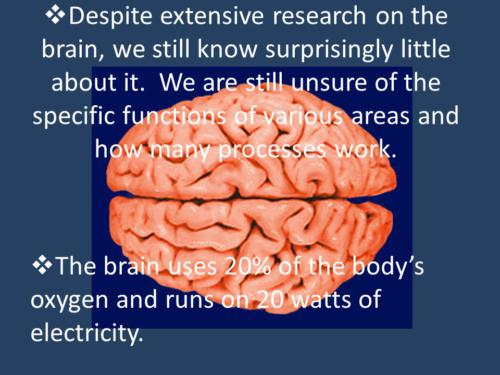 ❖Despite extensive research on the
brain, we still know surprisingly little
about it.  We are still unsure of the
specific functions of various areas and
how many processes work.
❖The brain uses 20% of the body’s
oxygen and runs on 20 watts of
electricity.